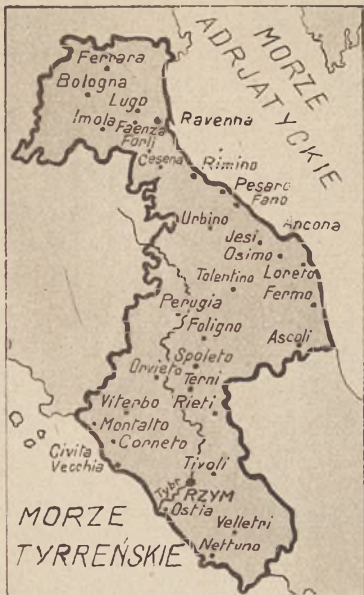 MORZE
ADRJATYCKIE
Ferrara
Bologna
Lugo
Imola
Faenza
Ravenna
Forli
Cesena
Rimino
Pesaro
Fano
Urbino
Ancona
Jesi
Osimo
Loreto
Tolentino
Fermo
Perugia
Foligno
Ascoli
Spoleto
Orvieto
Terni
Viterbo
Rieti
Montalto
Corneto
Civita
Vecchia
Tivoli
Tybr
RZYM
Ostia
MORZE
TYRREŃSKIE
Velletri
Nettuno